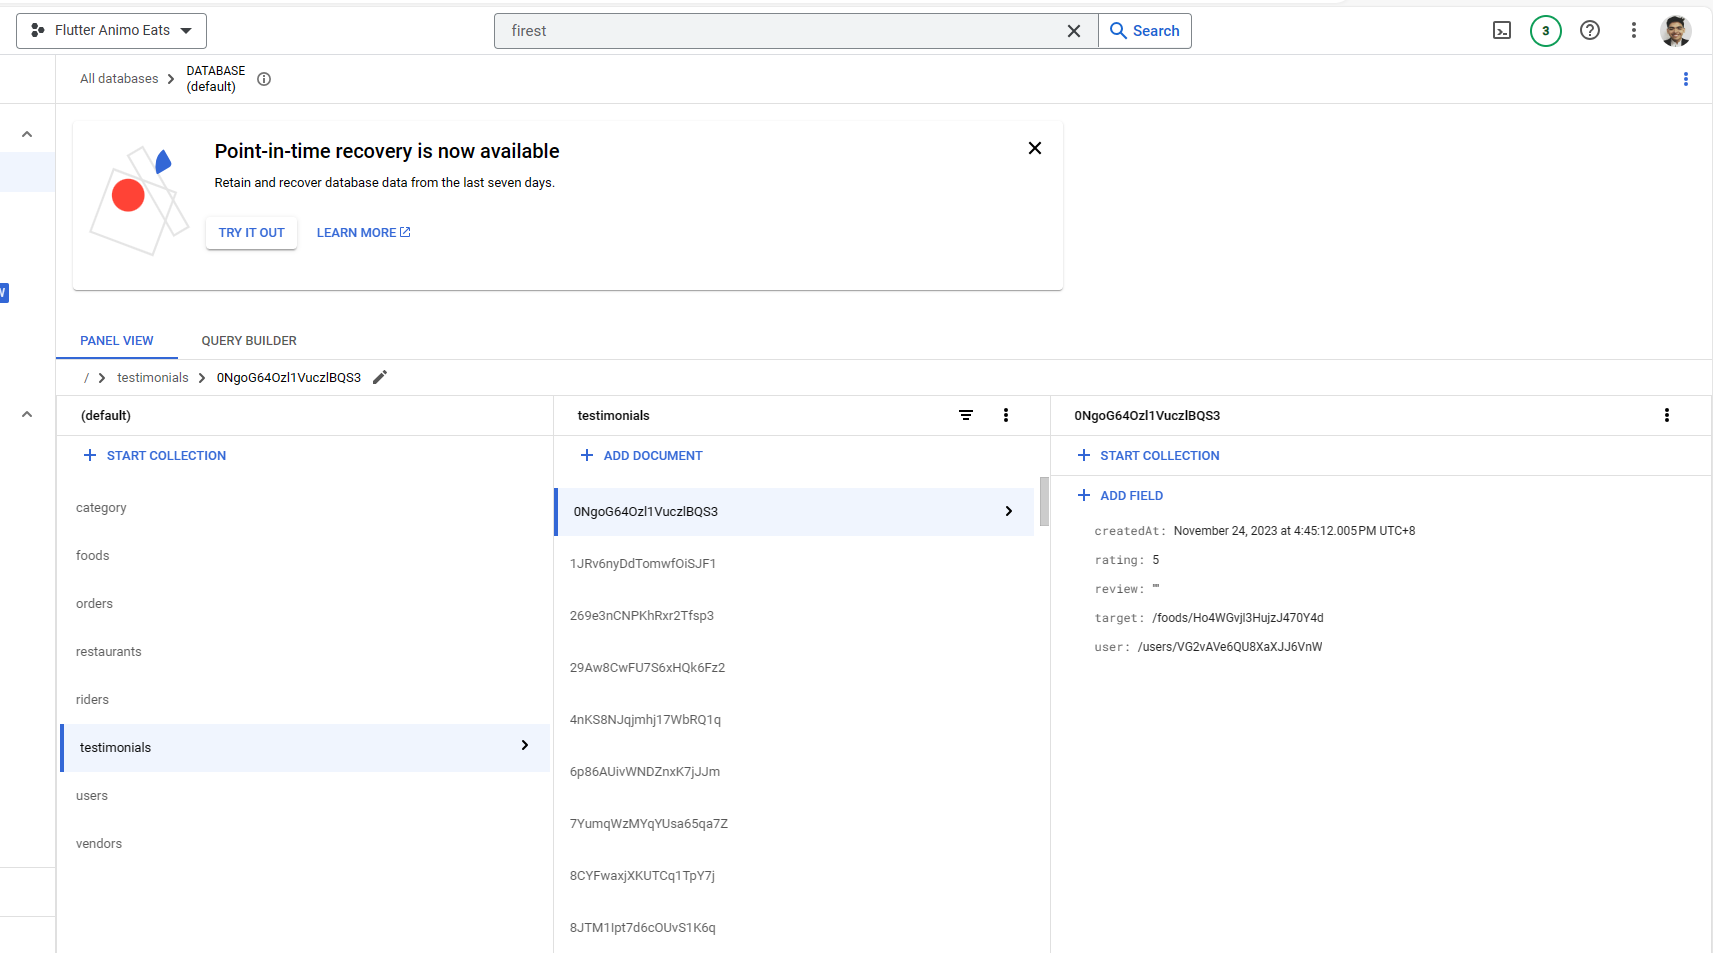 Flutter Animo Eats
firest
Search
3
All databases
DATABASE
(default)
Point-in-time recovery is now available
Retain and recover database data from the last seven days.
TRY IT OUT
LEARN MORE
PANEL VIEW
QUERY BUILDER
/
testimonials
0NgoG64Ozl1VuczlBQS3
(default)
START COLLECTION
category
foods
orders
restaurants
riders
testimonials
users
vendors
testimonials
ADD DOCUMENT
0NgoG64Ozl1VuczlBQS3
1JRv6nyDdTomwfOiSJF1
269e3nCNPKhRxr2Tfsp3
29Aw8CwFU7S6xHQk6Fz2
4nKS8NJqjmhj17WbRQ1q
6p86AUivWNDZnxK7jJJm
7YumqWzMYqYUsa65qa7Z
8CYFwaxjXKUTCq1TpY7j
8JTM1Ipt7d6cOUvS1K6q
0NgoG64Ozl1VuczlBQS3
START COLLECTION
ADD FIELD
createdAt: November 24, 2023 at 4:45:12.005 PM UTC+8
rating: 5
review: ""
target: /foods/Ho4WGvjl3HujzJ470Y4d
user: /users/VG2vAVe6QU8XaXJJ6VnW